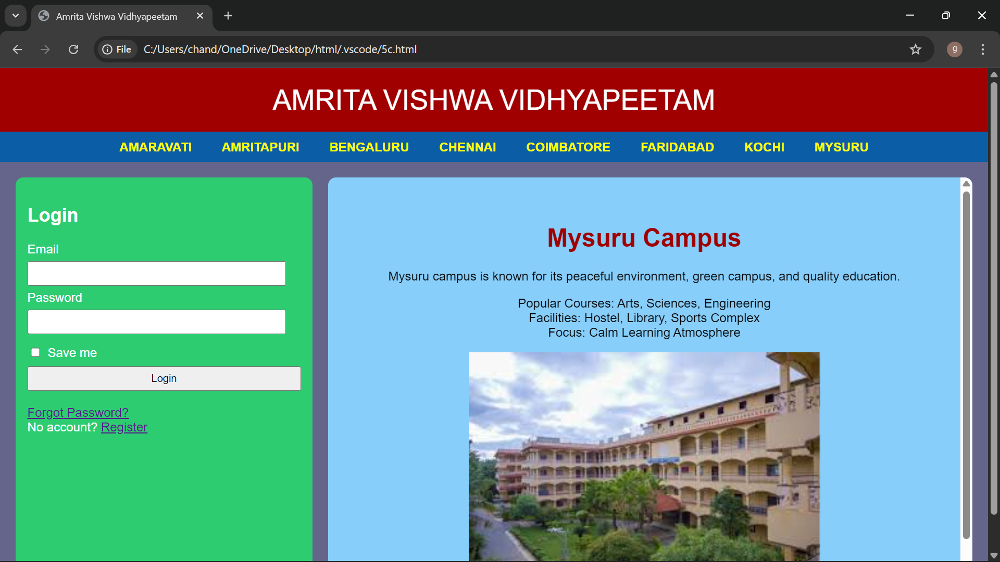 Amrita Vishwa Vidhyapeetam
File C:/Users/chand/OneDrive/Desktop/html/.vscode/5c.html
g
AMRITA VISHWA VIDHYAPEETAM
AMARAVATI AMRITAPURI BENGALURU CHENNAI COIMBATORE FARIDABAD KOCHI MYSURU
Login
Email
Password
Save me
Login
Forgot Password?
No account? Register
Mysuru Campus
Mysuru campus is known for its peaceful environment, green campus, and quality education.
Popular Courses: Arts, Sciences, Engineering
Facilities: Hostel, Library, Sports Complex
Focus: Calm Learning Atmosphere